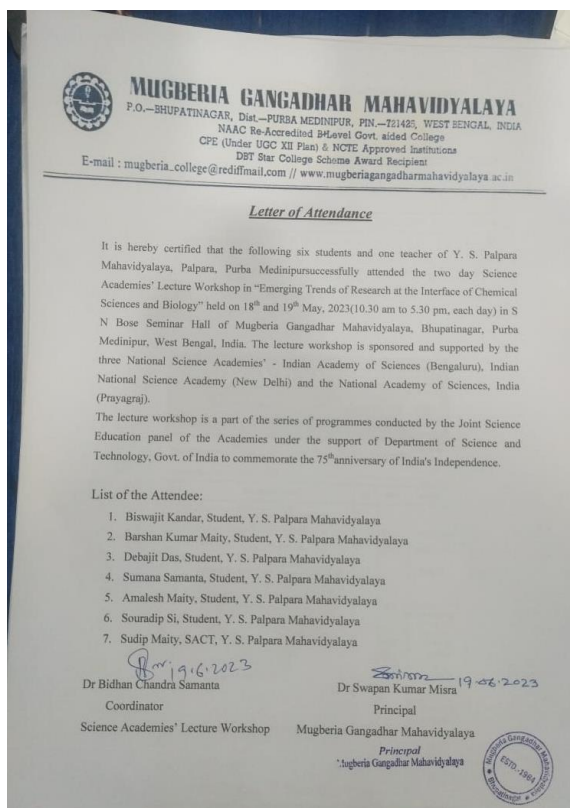 MUGBERIA GANGADHAR MAHAVIDYALAYA
P.O.—BHUPATINAGAR, Dist.—PURBA MEDINIPUR, PIN.—721425, WEST BENGAL, INDIA
NAAC Re-Accredited B+Level Govt. aided College
CPE (Under UGC XII Plan) & NCTE Approved Institutions
DBT Star College Scheme Award Recipient
E-mail : mugberia_college@rediffmail.com // www.mugberiagangadharmahavidyalaya.ac.in
Letter of Attendance
It is hereby certified that the following six students and one teacher of Y. S. Palpara
Mahavidyalaya, Palpara, Purba Medinipursuccessfully attended the two day Science
Academies' Lecture Workshop in "Emerging Trends of Research at the Interface of Chemical
Sciences and Biology" held on 18th and 19th May, 2023(10.30 am to 5.30 pm, each day) in S
N Bose Seminar Hall of Mugberia Gangadhar Mahavidyalaya, Bhupatinagar, Purba
Medinipur, West Bengal, India. The lecture workshop is sponsored and supported by the
three National Science Academies' - Indian Academy of Sciences (Bengaluru), Indian
National Science Academy (New Delhi) and the National Academy of Sciences, India
(Prayagraj).
The lecture workshop is a part of the series of programmes conducted by the Joint Science
Education panel of the Academies under the support of Department of Science and
Technology, Govt. of India to commemorate the 75thanniversary of India's Independence.
List of the Attendee:
1. Biswajit Kandar, Student, Y. S. Palpara Mahavidyalaya
2. Barshan Kumar Maity, Student, Y. S. Palpara Mahavidyalaya
3. Debajit Das, Student, Y. S. Palpara Mahavidyalaya
4. Sumana Samanta, Student, Y. S. Palpara Mahavidyalaya
5. Amalesh Maity, Student, Y. S. Palpara Mahavidyalaya
6. Souradip Si, Student, Y. S. Palpara Mahavidyalaya
7. Sudip Maity, SACT, Y. S. Palpara Mahavidyalaya
19.6.2023
19.06.2023
Dr Bidhan Chandra Samanta
Dr Swapan Kumar Misra
Coordinator
Principal
Science Academies' Lecture Workshop
Mugberia Gangadhar Mahavidyalaya
Principal
Mugberia Gangadhar Mahavidyalaya
Mugberia Gangadhar Mahavidyalaya
ESTD.-1964
Bhupatinagar